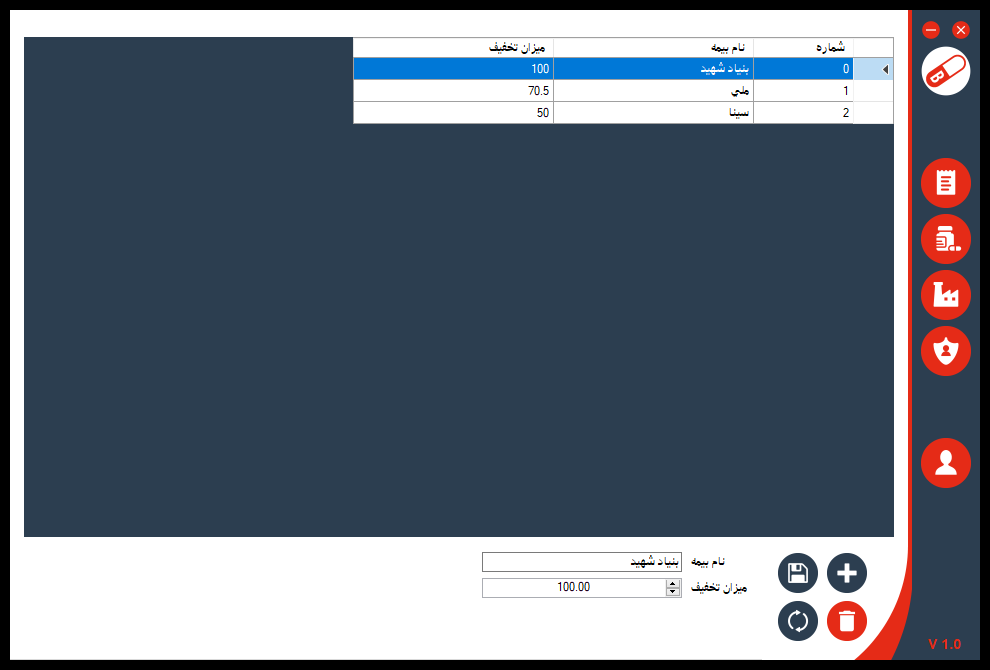 شماره نام بیمه میزان تخفیف
0 بنیاد شهید 100
1 ملي 70.5
2 سینا 50
نام بیمه بنیاد شهید
میزان تخفیف 100.00
B
V 1.0